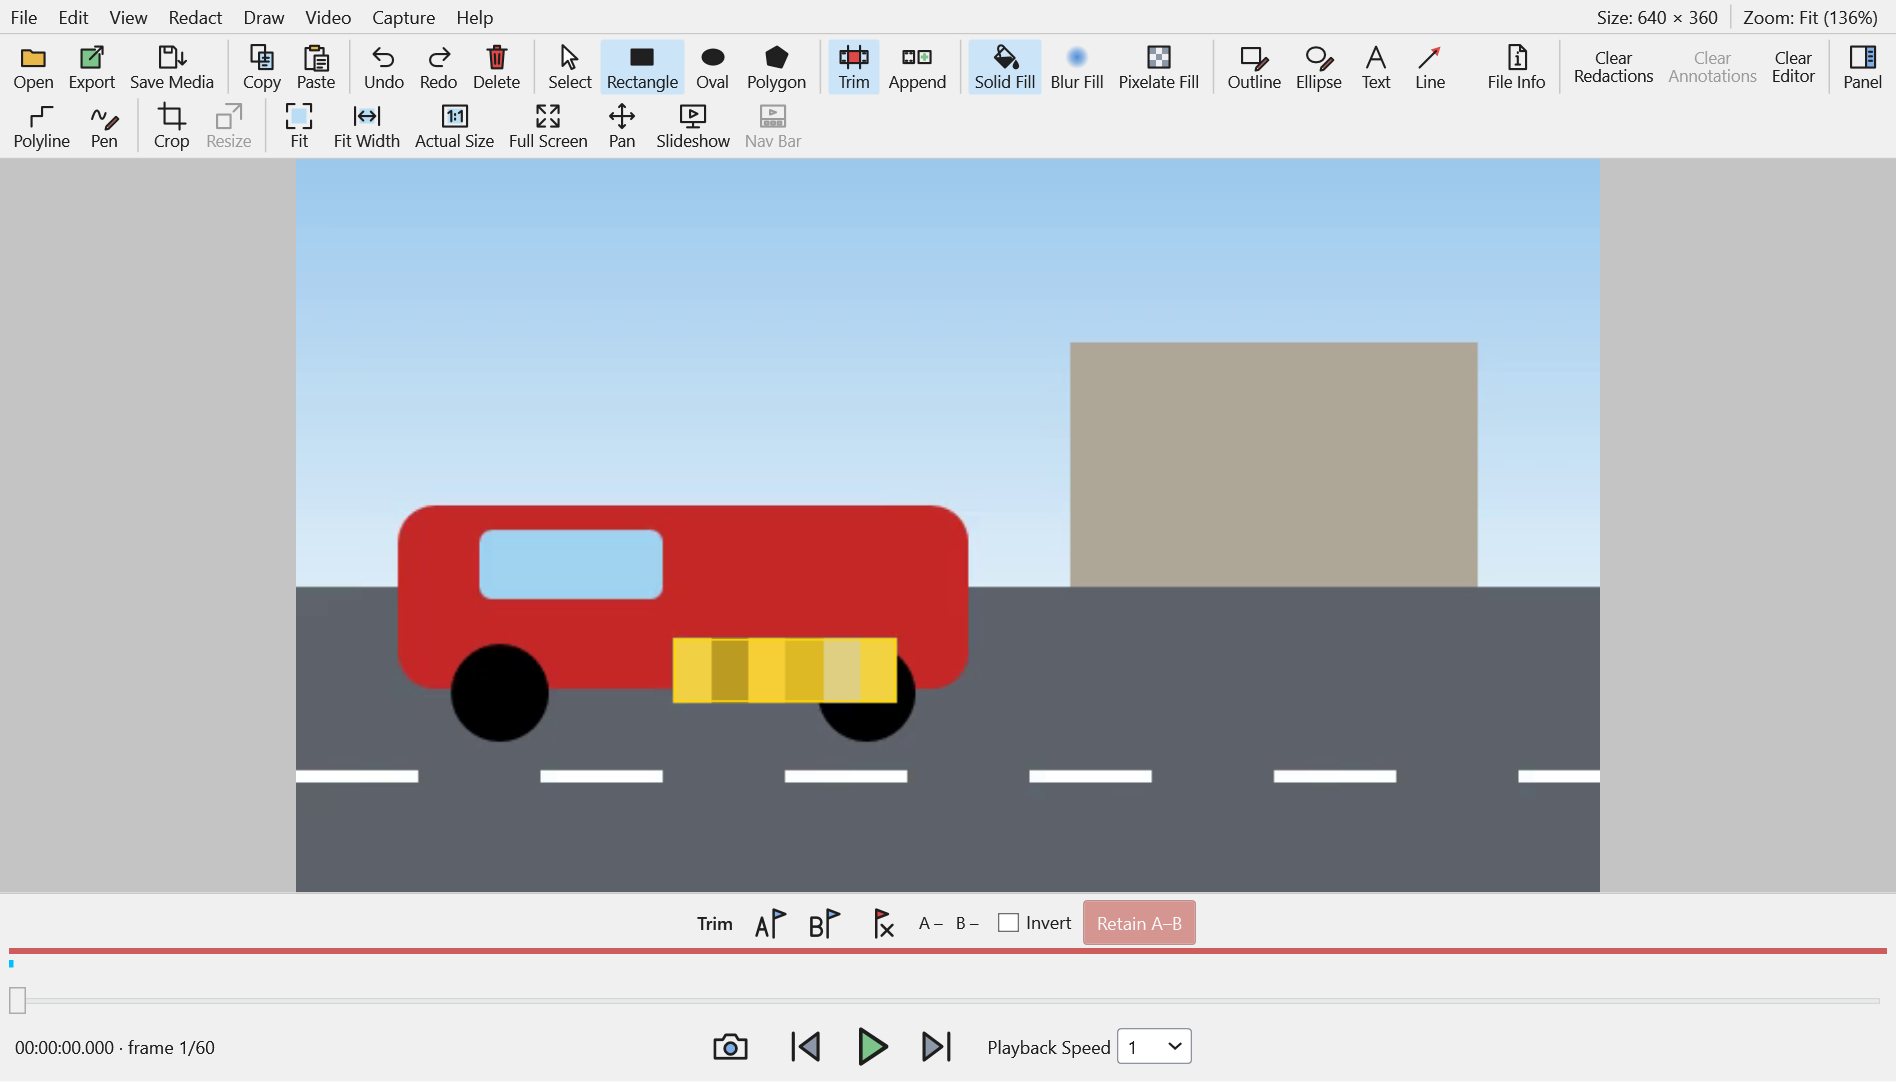 File Edit View Redact Draw Video Capture Help
Size: 640 × 360 Zoom: Fit (136%)
Open Export Save Media Copy Paste Undo Redo Delete Select Rectangle Oval Polygon Trim Append Solid Fill Blur Fill Pixelate Fill Outline Ellipse Text Line File Info Clear Redactions Clear Annotations Clear Editor Panel
Polyline Pen Crop Resize Fit Fit Width 1:1 Actual Size Full Screen Pan Slideshow Nav Bar
Trim A B A – B – Invert Retain A–B
00:00:00.000 · frame 1/60 Playback Speed 1